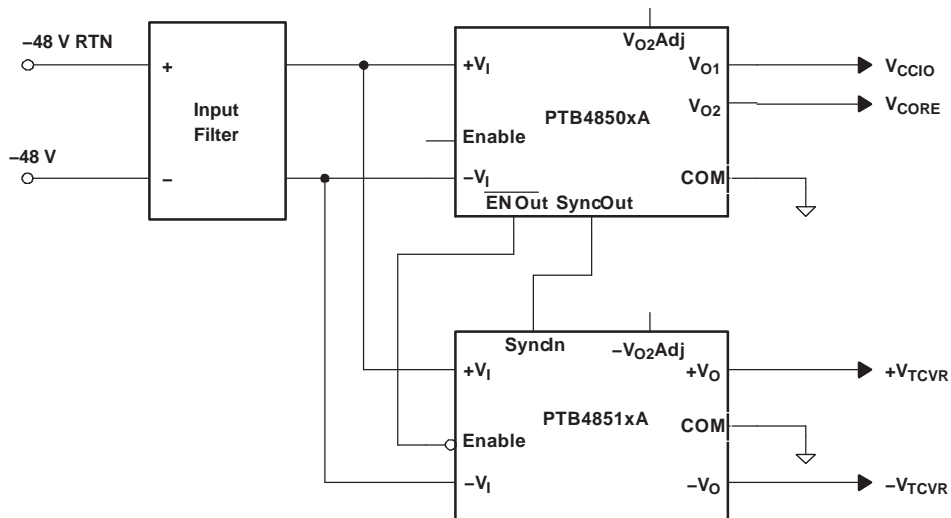 –48 V RTN
+
Input
Filter
–48 V
–
VO2Adj
+VI
VO1
VCCIO
VO2
VCORE
PTB4850xA
Enable
–VI
COM
EN Out SyncOut
SyncIn
–VO2Adj
+VI
+VO
+VTCVR
PTB4851xA
COM
Enable
–VI
–VO
–VTCVR